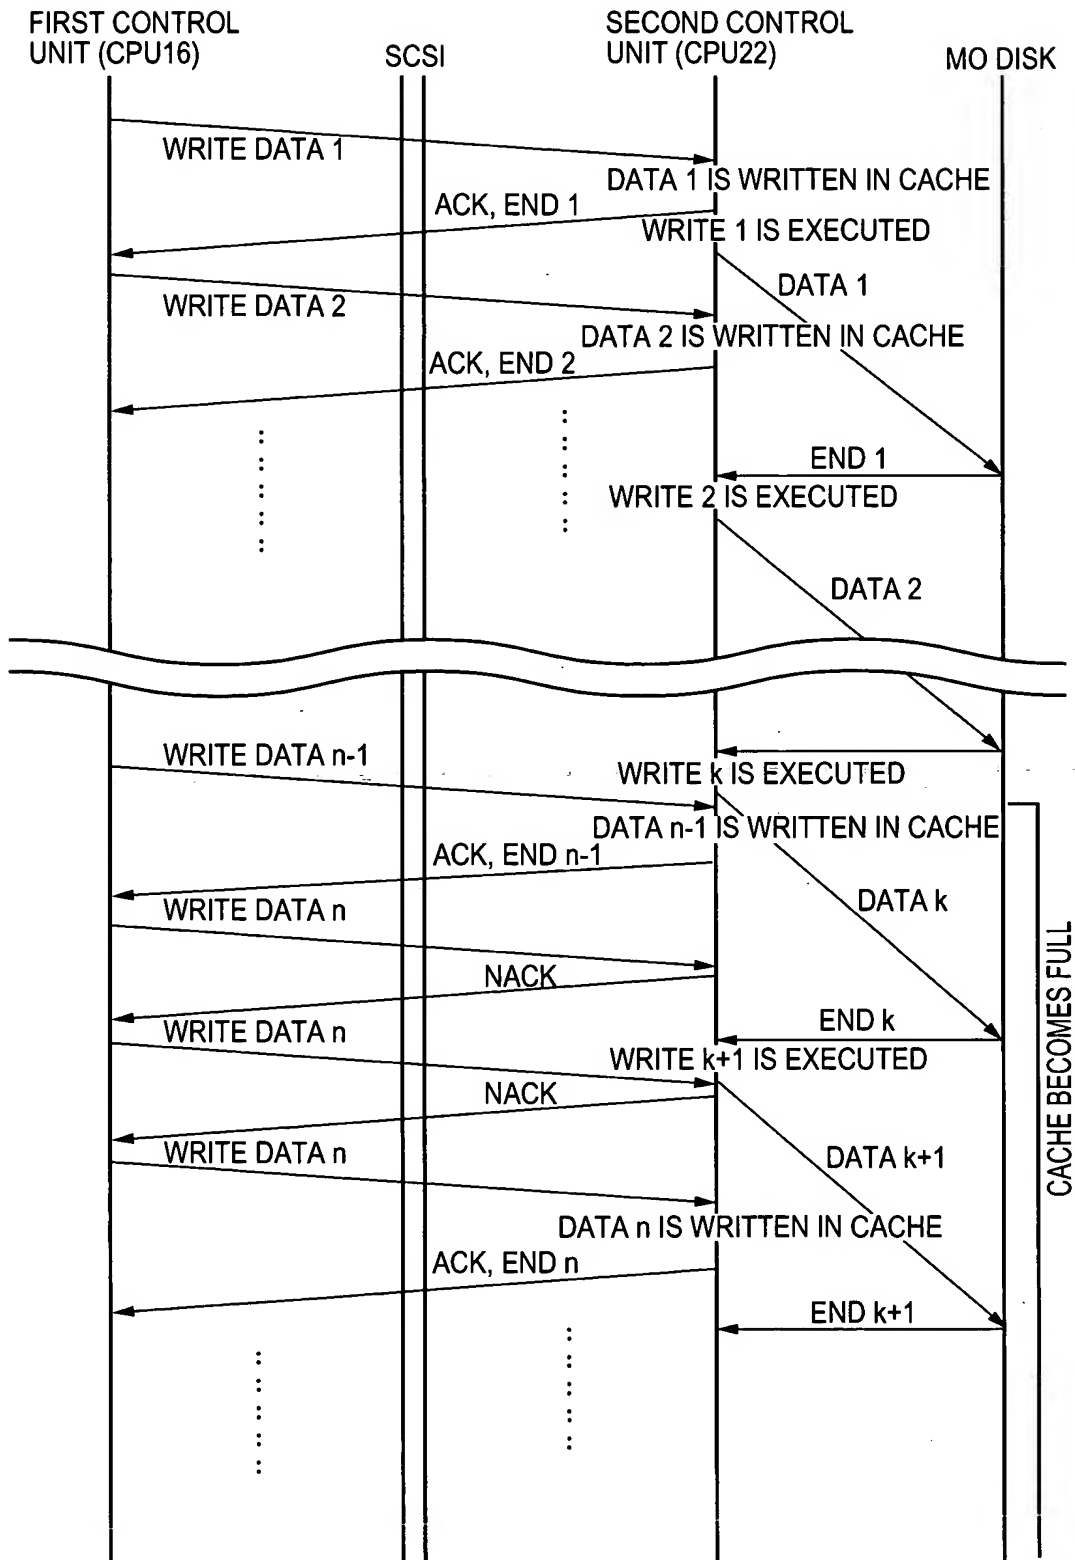 FIRST CONTROL
UNIT (CPU16)
SCSI
SECOND CONTROL
UNIT (CPU22)
MO DISK
WRITE DATA 1
DATA 1 IS WRITTEN IN CACHE
ACK, END 1
WRITE 1 IS EXECUTED
DATA 1
WRITE DATA 2
DATA 2 IS WRITTEN IN CACHE
ACK, END 2
END 1
WRITE 2 IS EXECUTED
DATA 2
WRITE DATA n-1
WRITE k IS EXECUTED
DATA n-1 IS WRITTEN IN CACHE
ACK, END n-1
DATA k
WRITE DATA n
NACK
END k
WRITE DATA n
WRITE k+1 IS EXECUTED
NACK
WRITE DATA n
DATA k+1
DATA n IS WRITTEN IN CACHE
ACK, END n
END k+1
CACHE BECOMES FULL